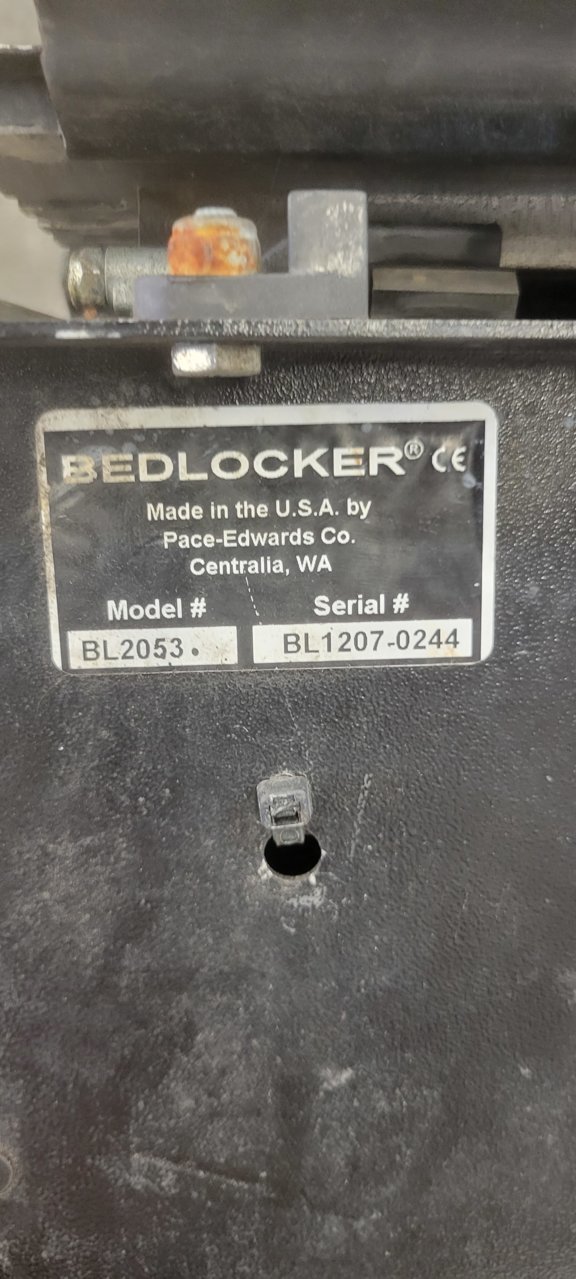 BEDLOCKER® CE
Made in the U.S.A. by
Pace-Edwards Co.
Centralia, WA
Model # Serial #
BL2053. BL1207-0244